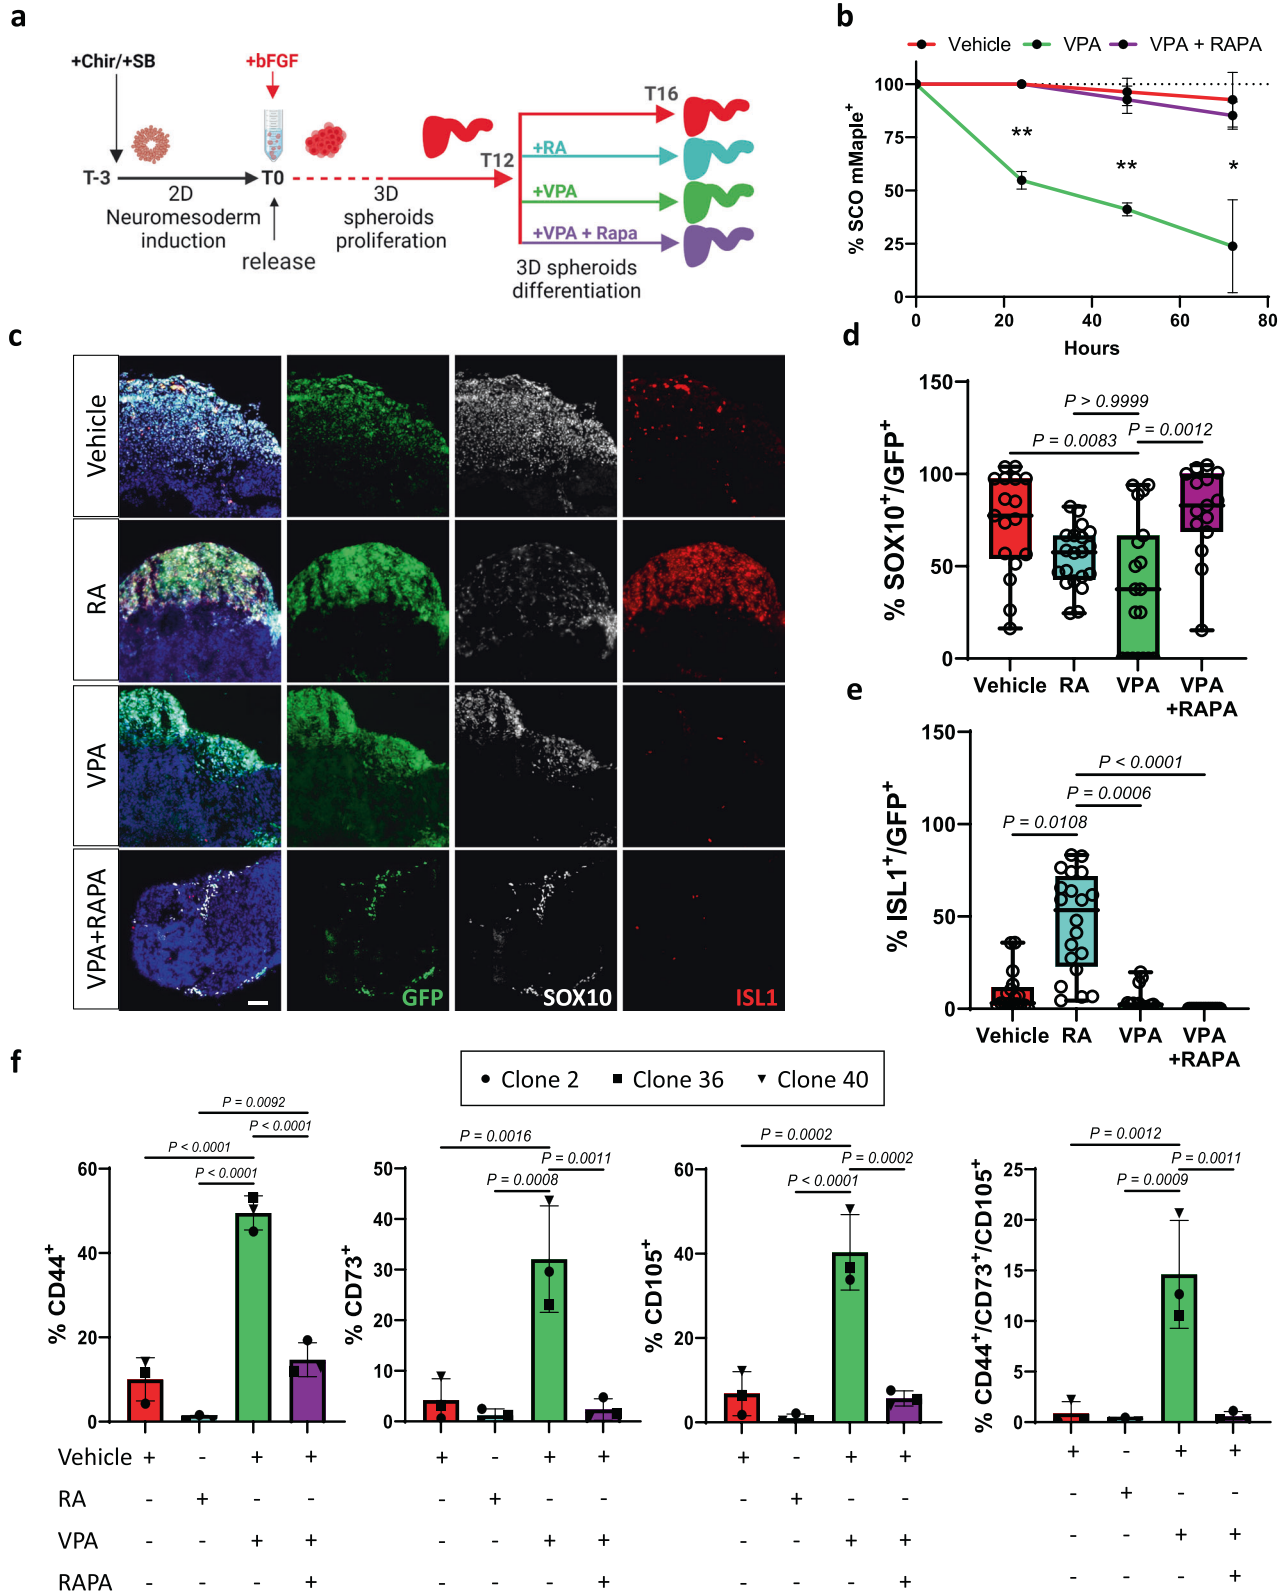 a
+Chir/+SB
+bFGF
T-3
T0
2D
Neuromesoderm
induction
release
3D
spheroids
proliferation
T12
T16
+RA
+VPA
+VPA + Rapa
3D spheroids
differentiation
b
Vehicle VPA VPA + RAPA
% SCO mMaple+
100
75
50
25
0
** ** *
0 20 40 60 80
Hours
c
Vehicle
RA
VPA
VPA+RAPA
GFP SOX10 ISL1
d
% SOX10+/GFP+
150
100
50
0
P > 0.9999
P = 0.0012
P = 0.0083
Vehicle RA VPA VPA
+RAPA
e
% ISL1+/GFP+
150
100
50
0
P < 0.0001
P = 0.0006
P = 0.0108
Vehicle RA VPA VPA
+RAPA
f
Clone 2 Clone 36 Clone 40
% CD44+
60
40
20
0
P = 0.0092
P < 0.0001
P < 0.0001
P < 0.0001
% CD73+
50
40
30
20
10
0
P = 0.0016
P = 0.0011
P = 0.0008
% CD105+
60
40
20
0
P = 0.0002
P = 0.0002
P < 0.0001
% CD44+/CD73+/CD105+
25
20
15
10
5
0
P = 0.0012
P = 0.0011
P = 0.0009
Vehicle + - + + + - + + + - + + + - + +
RA - + - - - + - - - + - - - + - -
VPA - - + + - - + + - - + + - - + +
RAPA - - - + - - - + - - - + - - - +